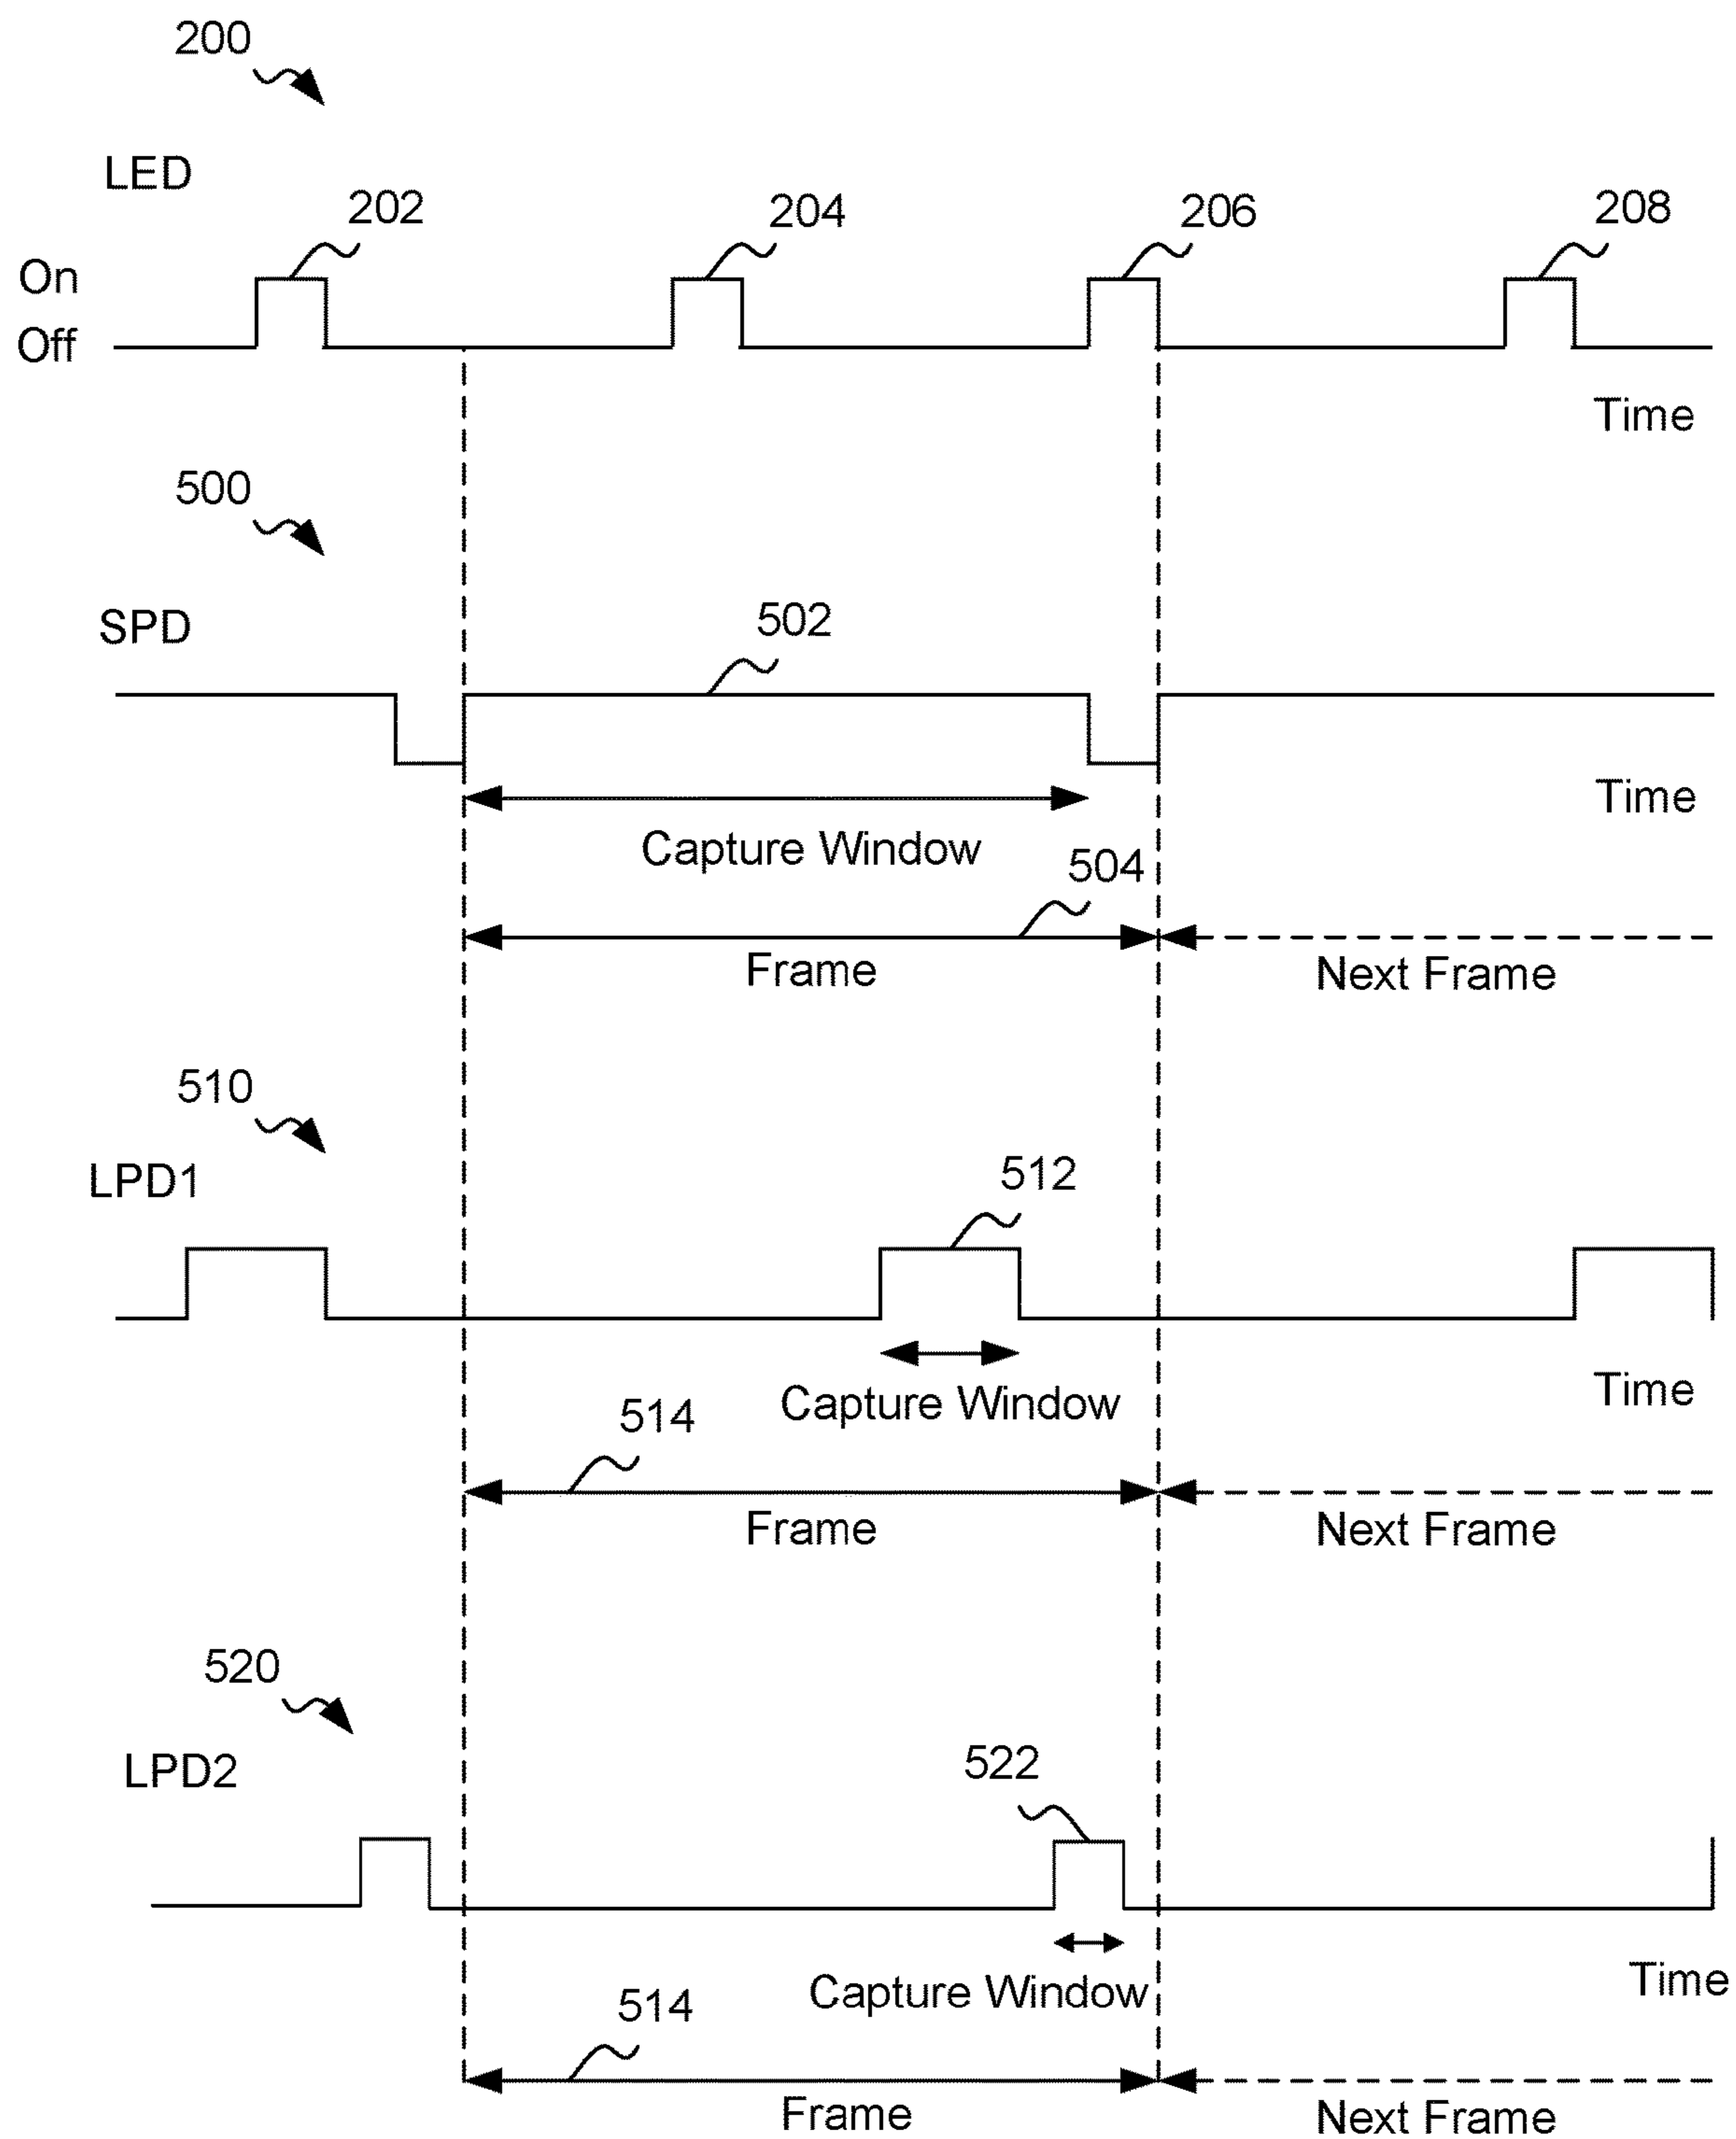 200
LED
202
204
206
208
On
Off
Time
500
SPD
502
Time
Capture Window
504
Frame
Next Frame
510
LPD1
512
Time
Capture Window
514
Frame
Next Frame
520
LPD2
522
Time
Capture Window
514
Frame
Next Frame